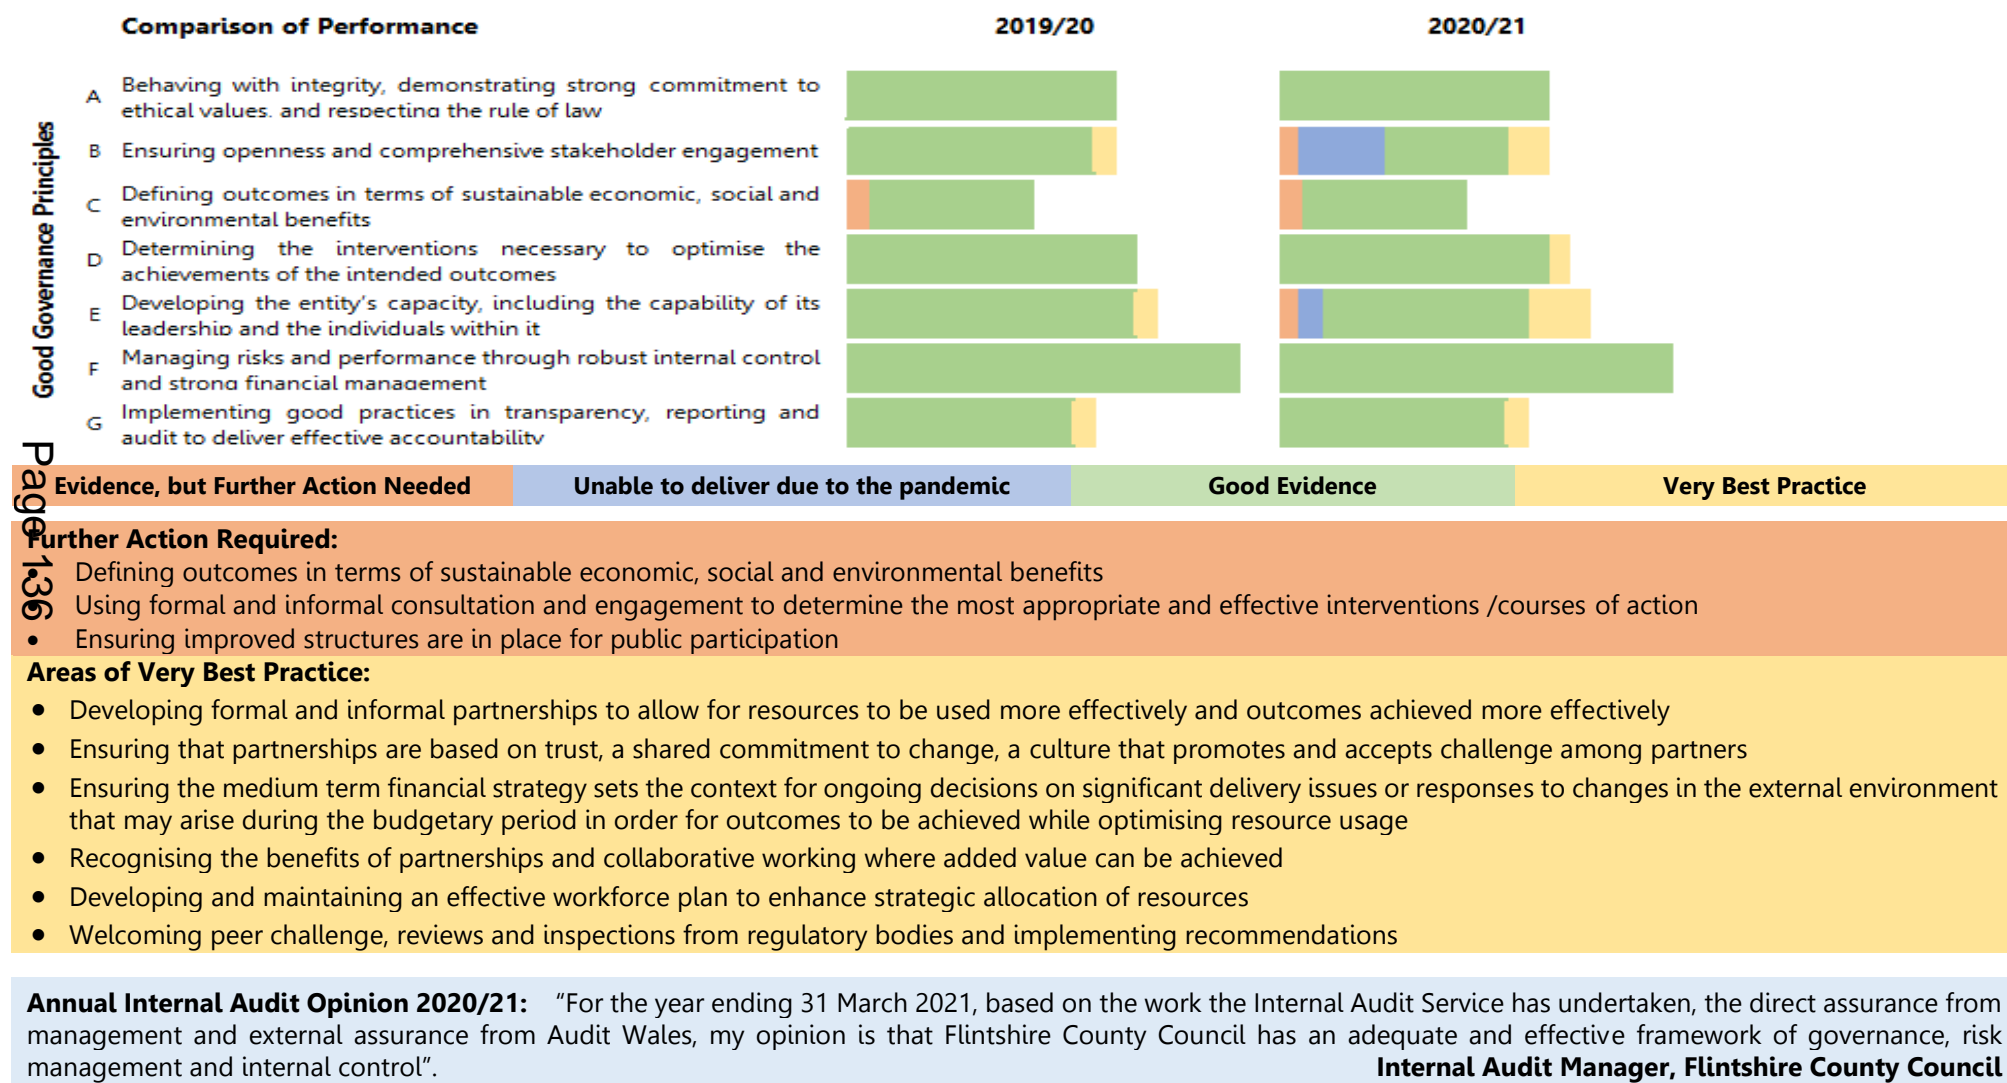 Comparison of Performance 2019/20 2020/21
Good Governance Principles
A Behaving with integrity, demonstrating strong commitment to
ethical values, and respecting the rule of law
B Ensuring openness and comprehensive stakeholder engagement
C Defining outcomes in terms of sustainable economic, social and
environmental benefits
D Determining the interventions necessary to optimise the
achievements of the intended outcomes
E Developing the entity's capacity, including the capability of its
leadership and the individuals within it
F Managing risks and performance through robust internal control
and strong financial management
G Implementing good practices in transparency, reporting and
audit to deliver effective accountability
Page 136
Evidence, but Further Action Needed Unable to deliver due to the pandemic Good Evidence Very Best Practice
Further Action Required:
• Defining outcomes in terms of sustainable economic, social and environmental benefits
• Using formal and informal consultation and engagement to determine the most appropriate and effective interventions /courses of action
• Ensuring improved structures are in place for public participation
Areas of Very Best Practice:
• Developing formal and informal partnerships to allow for resources to be used more effectively and outcomes achieved more effectively
• Ensuring that partnerships are based on trust, a shared commitment to change, a culture that promotes and accepts challenge among partners
• Ensuring the medium term financial strategy sets the context for ongoing decisions on significant delivery issues or responses to changes in the external environment
that may arise during the budgetary period in order for outcomes to be achieved while optimising resource usage
• Recognising the benefits of partnerships and collaborative working where added value can be achieved
• Developing and maintaining an effective workforce plan to enhance strategic allocation of resources
• Welcoming peer challenge, reviews and inspections from regulatory bodies and implementing recommendations
Annual Internal Audit Opinion 2020/21: "For the year ending 31 March 2021, based on the work the Internal Audit Service has undertaken, the direct assurance from
management and external assurance from Audit Wales, my opinion is that Flintshire County Council has an adequate and effective framework of governance, risk
management and internal control". Internal Audit Manager, Flintshire County Council